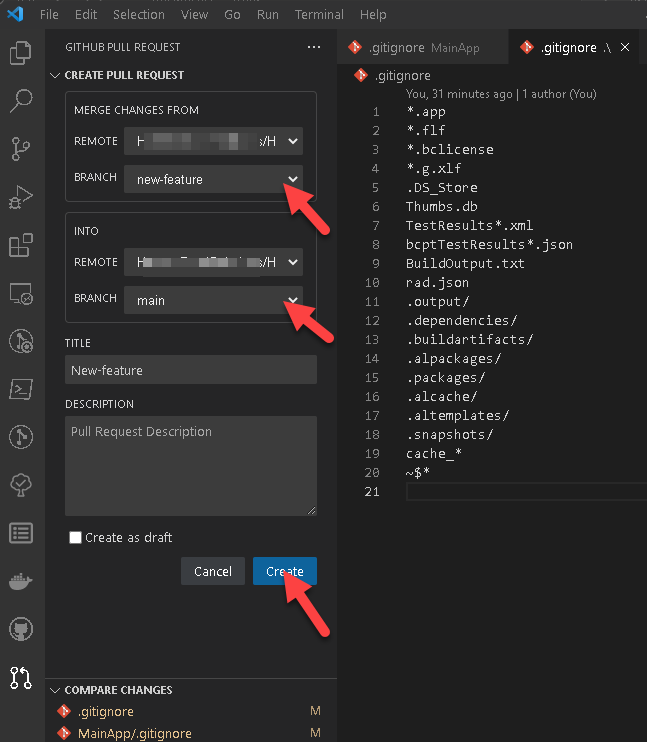 File Edit Selection View Go Run Terminal Help
GITHUB PULL REQUEST ...
CREATE PULL REQUEST
MERGE CHANGES FROM
REMOTE H s/H
BRANCH new-feature
INTO
REMOTE H s/H
BRANCH main
TITLE
New-feature
DESCRIPTION
Pull Request Description
Create as draft
Cancel Create
COMPARE CHANGES
.gitignore M
MainApp/.gitignore M
.gitignore MainApp .gitignore .\
.gitignore
You, 31 minutes ago | 1 author (You)
1 *.app
2 *.flf
3 *.bclicense
4 *.g.xlf
5 .DS_Store
6 Thumbs.db
7 TestResults*.xml
8 bcptTestResults*.json
9 BuildOutput.txt
10 rad.json
11 .output/
12 .dependencies/
13 .buildartifacts/
14 .alpackages/
15 .packages/
16 .alcache/
17 .altemplates/
18 .snapshots/
19 cache_*
20 ~$*
21